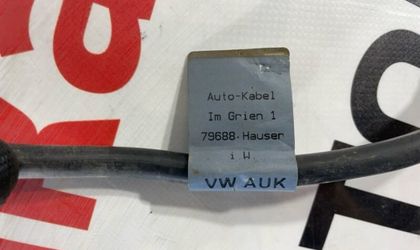 Auto-Kabel
Im Grien 1
79688 Hauser
i W
VW AUK